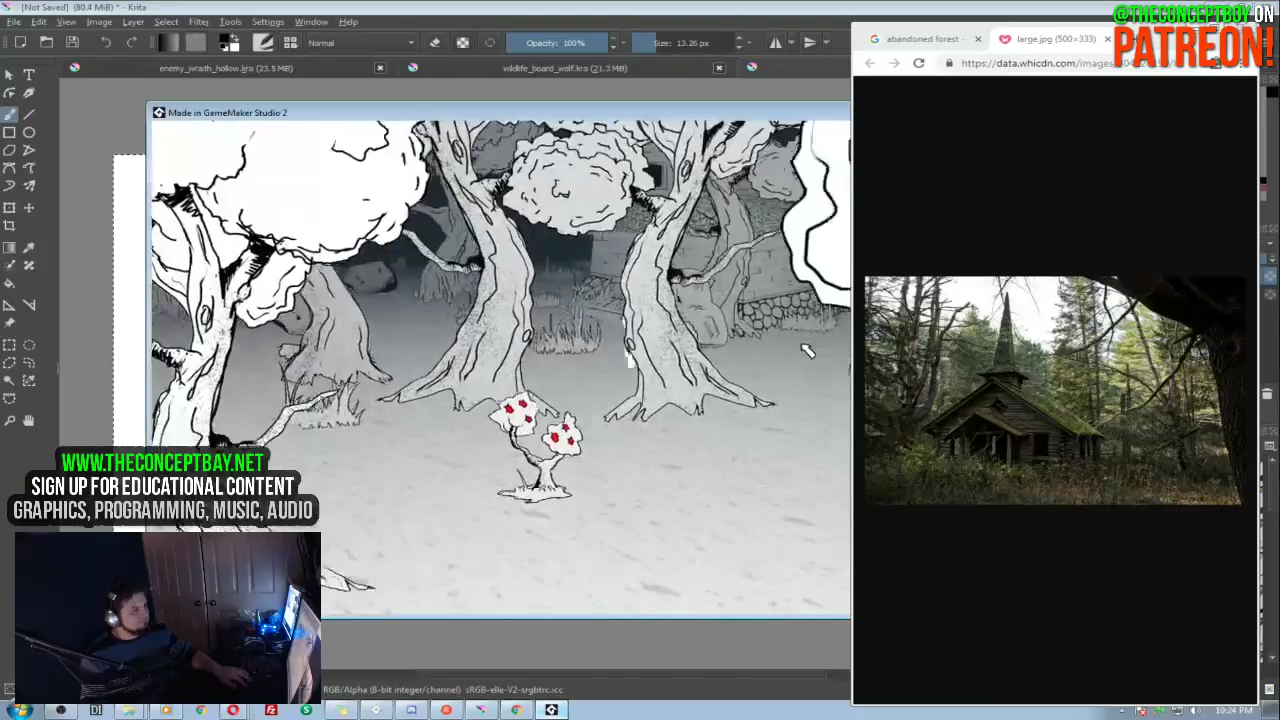 [Not Saved] (80.4 MiB) * - Krita
File Edit View Image Layer Select Filter Tools Settings Window Help
Normal
Opacity: 100%
Size: 13.26 px
enemy_wraith_hollow.kra (23.5 MiB)
wildlife_board_wolf.kra (21.3 MiB)
Made in GameMaker Studio 2
@THECONCEPTBOY ON
PATREON!
abandoned forest
large.jpg (500×333)
https://data.whicdn.com/images/
WWW.THECONCEPTBAY.NET
SIGN UP FOR EDUCATIONAL CONTENT
GRAPHICS, PROGRAMMING, MUSIC, AUDIO
RGB/Alpha (8-bit integer/channel) sRGB-elle-V2-srgbtrc.icc
10:24 PM